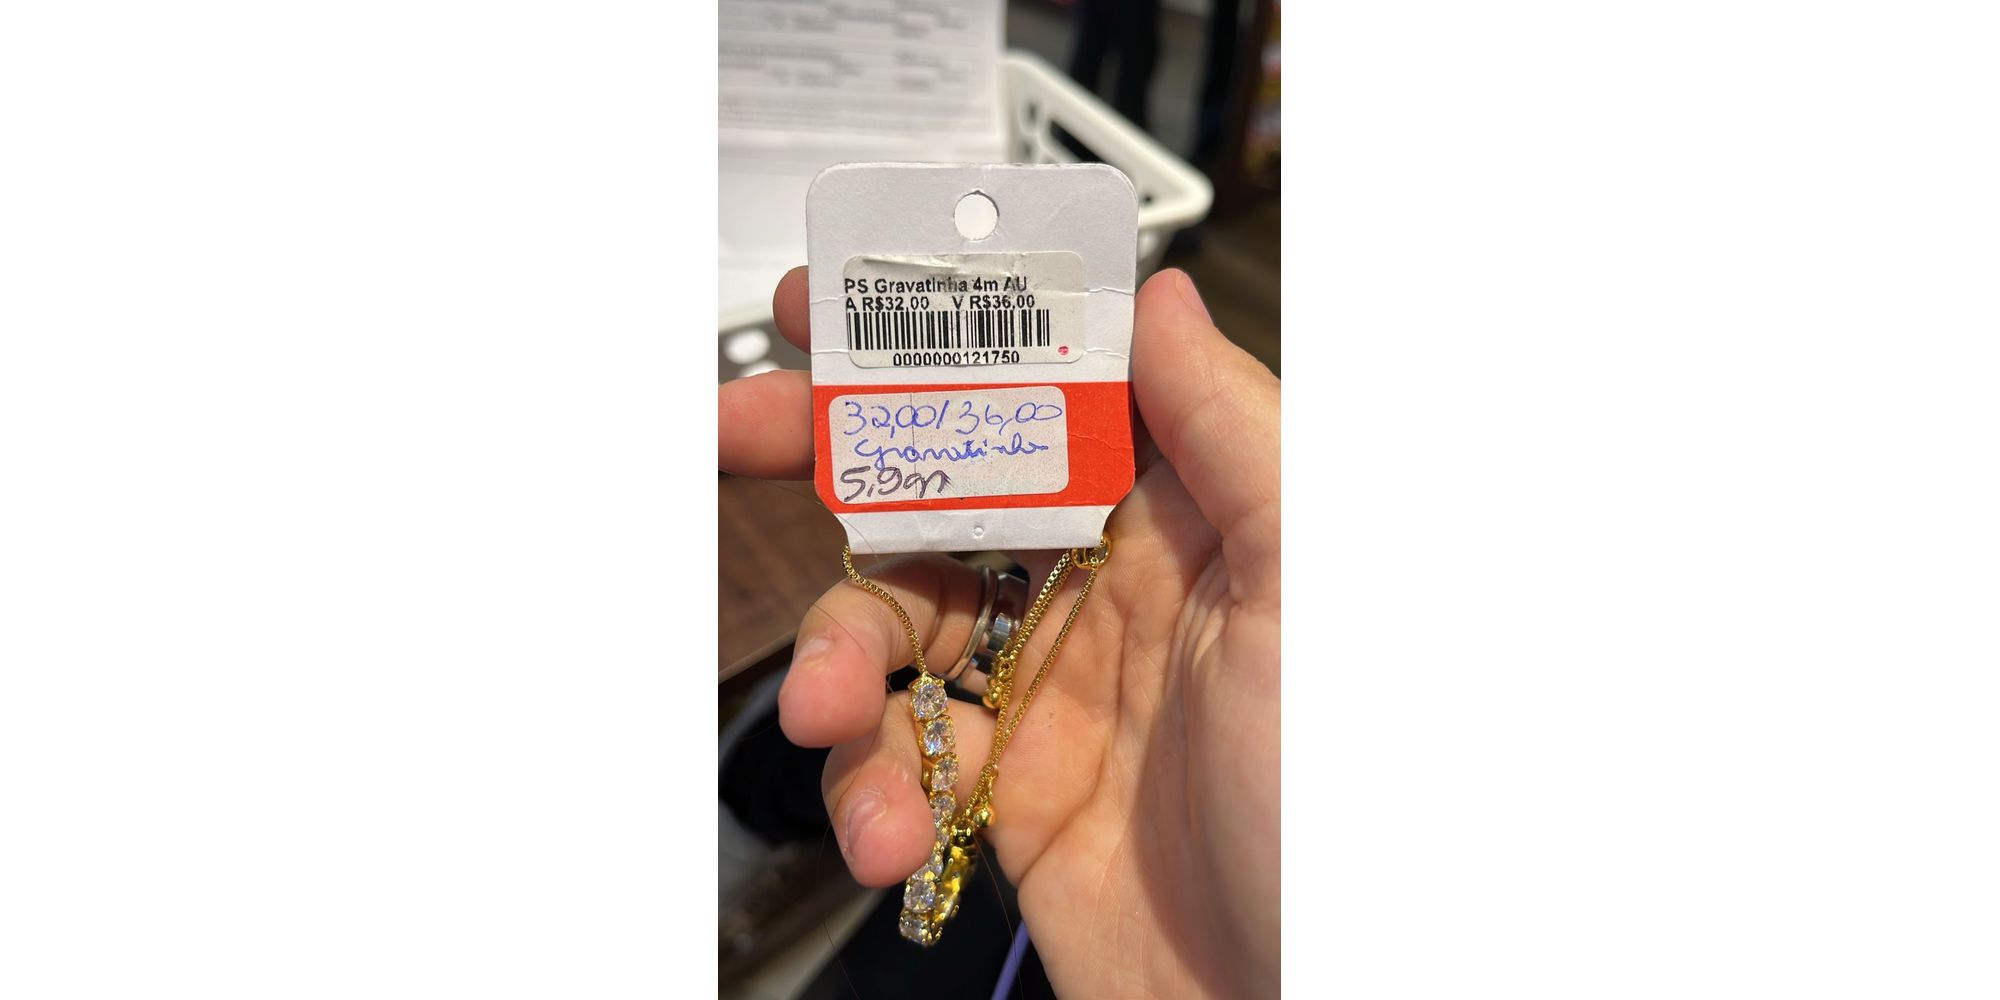 PS Gravatinha 4m AU
A R$32,00 V R$36,00
0000000121750
32,00/36,00
Gravatinha
5,9gr